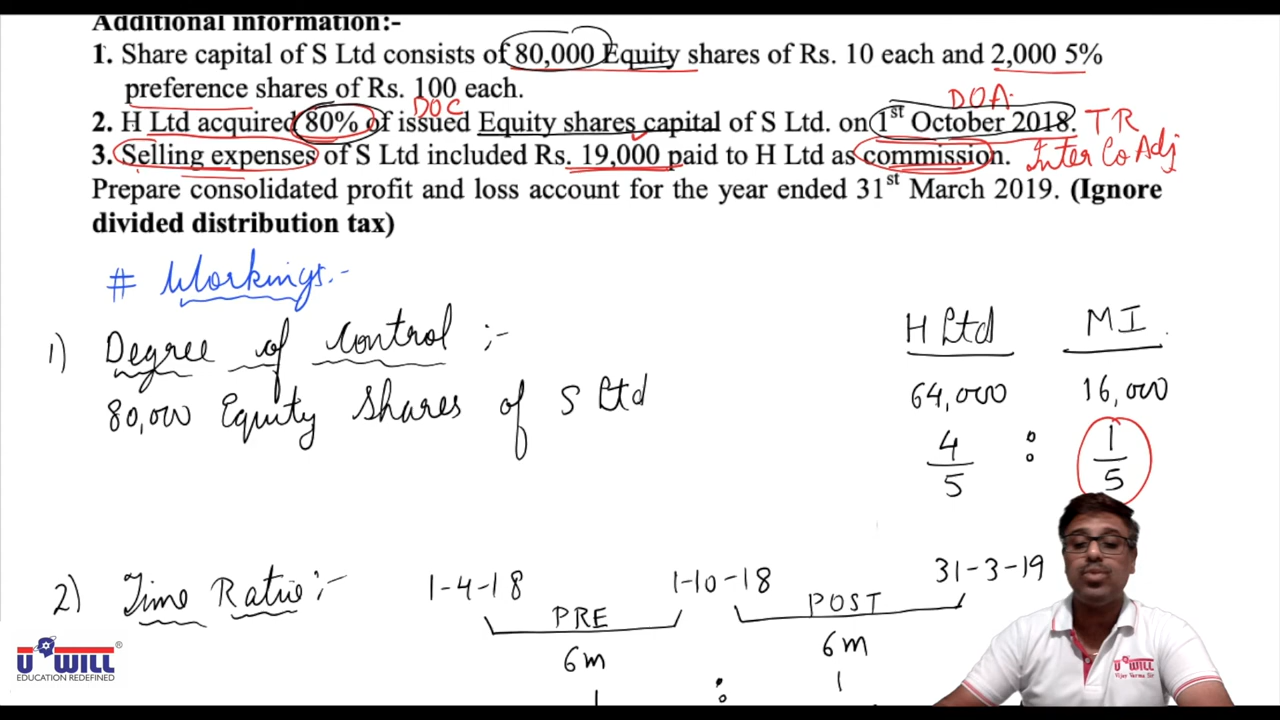 Additional information:-
1. Share capital of S Ltd consists of 80,000 Equity shares of Rs. 10 each and 2,000 5%
preference shares of Rs. 100 each.
DOC
DOA
2. H Ltd acquired 80% of issued Equity shares capital of S Ltd. on 1st October 2018. TR
3. Selling expenses of S Ltd included Rs. 19,000 paid to H Ltd as commission. Inter Co Adj
Prepare consolidated profit and loss account for the year ended 31st March 2019. (Ignore
divided distribution tax)
# Workings:-
H Ltd MI
1) Degree of Control :-
80,000 Equity Shares of S Ltd 64,000 16,000
4/5 : 1/5
2) Time Ratio :- 1-4-18 1-10-18 31-3-19
PRE POST
6m 6m
1 : 1
U WILL ®
EDUCATION REDEFINED
U WILL
Vijay Verma Sir